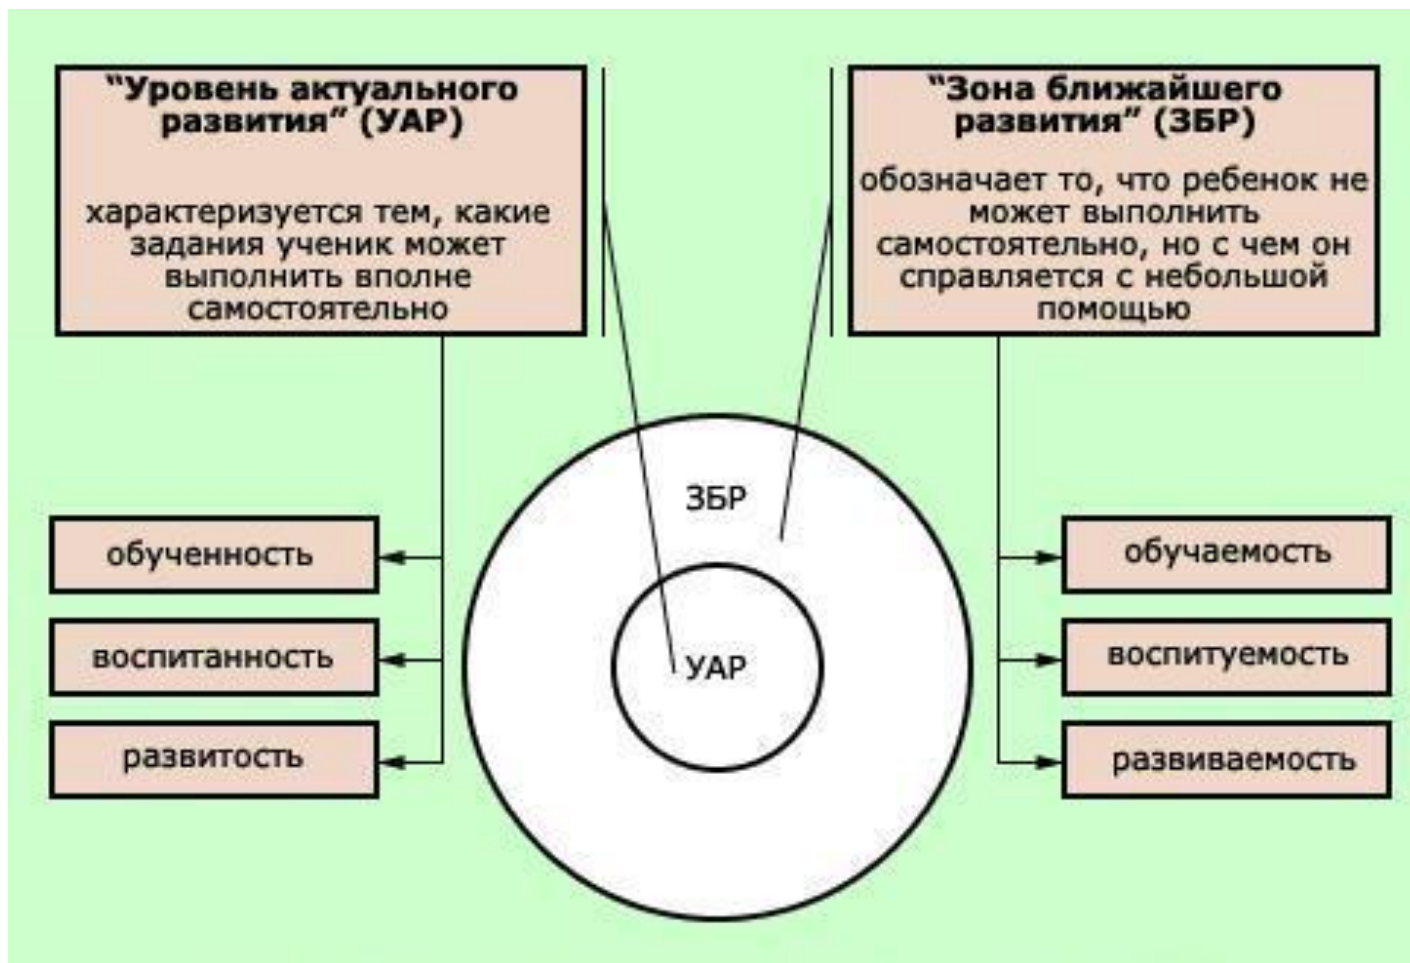 “Уровень актуального
развития” (УАР)
характеризуется тем, какие
задания ученик может
выполнить вполне
самостоятельно
“Зона ближайшего
развития” (ЗБР)
обозначает то, что ребенок не
может выполнить
самостоятельно, но с чем он
справляется с небольшой
помощью
ЗБР
УАР
обученность
воспитанность
развитость
обучаемость
воспитуемость
развиваемость